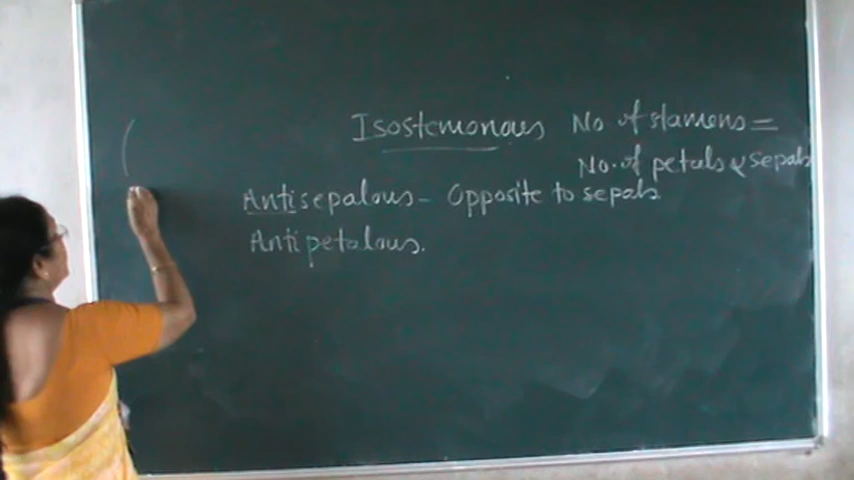 Isostemonous No of stamens =
No. of petals & sepals
Antisepalous - Opposite to sepals
Antipetalous.